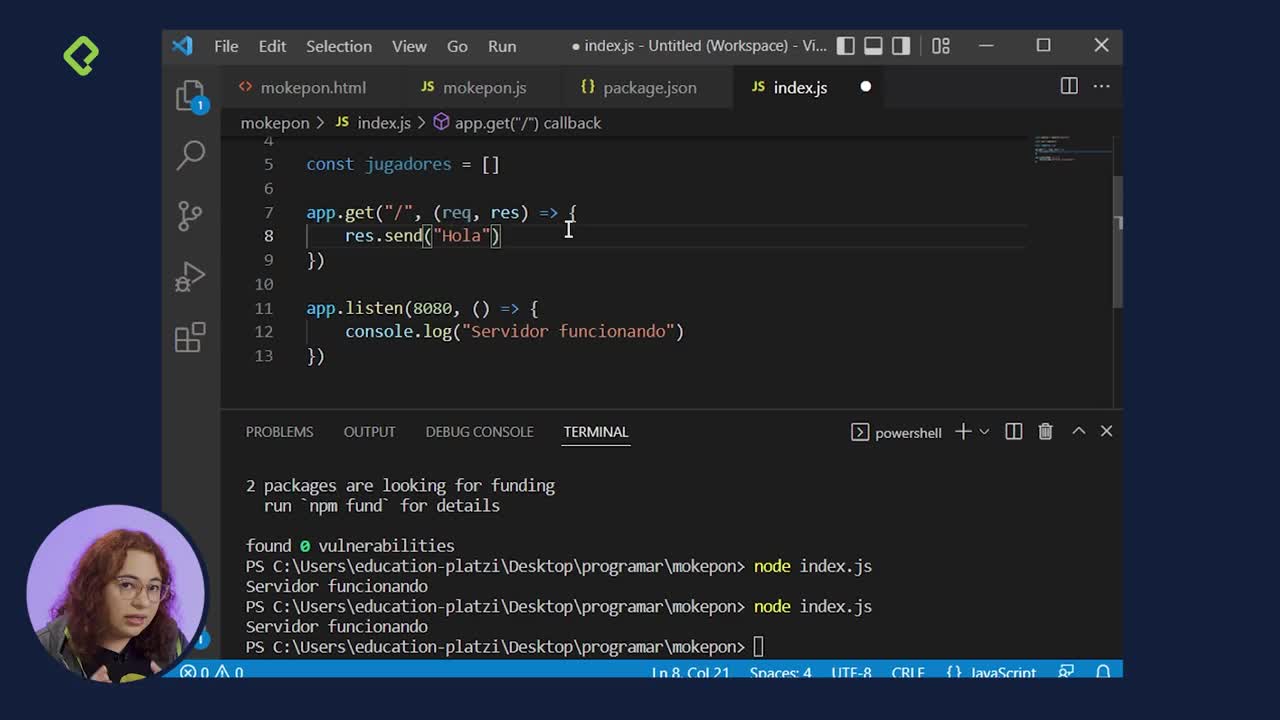 File Edit Selection View Go Run ● index.js - Untitled (Workspace) - Vi...
mokepon.html JS mokepon.js {} package.json JS index.js ●
1
mokepon > JS index.js > app.get("/") callback
4
5 const jugadores = []
6
7 app.get("/", (req, res) => {
8 res.send("Hola")
9 })
10
11 app.listen(8080, () => {
12 console.log("Servidor funcionando")
13 })
PROBLEMS OUTPUT DEBUG CONSOLE TERMINAL powershell
2 packages are looking for funding
run `npm fund` for details
found 0 vulnerabilities
PS C:\Users\education-platzi\Desktop\programar\mokepon> node index.js
Servidor funcionando
PS C:\Users\education-platzi\Desktop\programar\mokepon> node index.js
Servidor funcionando
PS C:\Users\education-platzi\Desktop\programar\mokepon>
0 0 Ln 8, Col 21 Spaces: 4 UTF-8 CRLF {} JavaScript